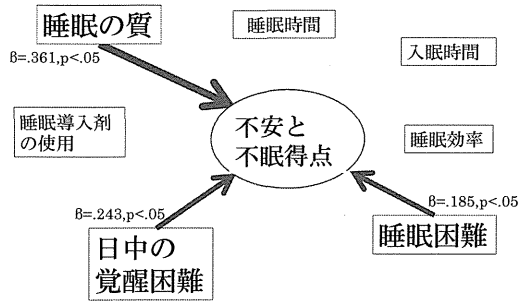 睡眠の質
睡眠時間
入眠時間
β=.361,p<.05
睡眠導入剤
の使用
不安と
不眠得点
睡眠効率
β=.243,p<.05
β=.185,p<.05
日中の
覚醒困難
睡眠困難